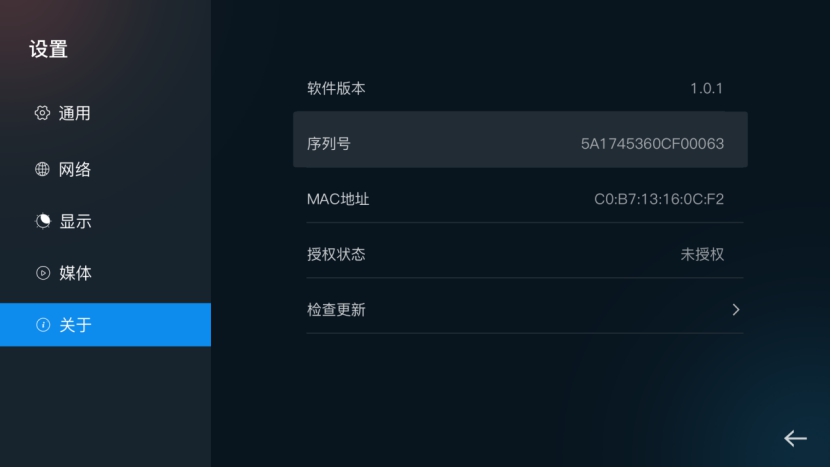 设置
通用
网络
显示
媒体
关于
软件版本 1.0.1
序列号 5A1745360CF00063
MAC地址 C0:B7:13:16:0C:F2
授权状态 未授权
检查更新